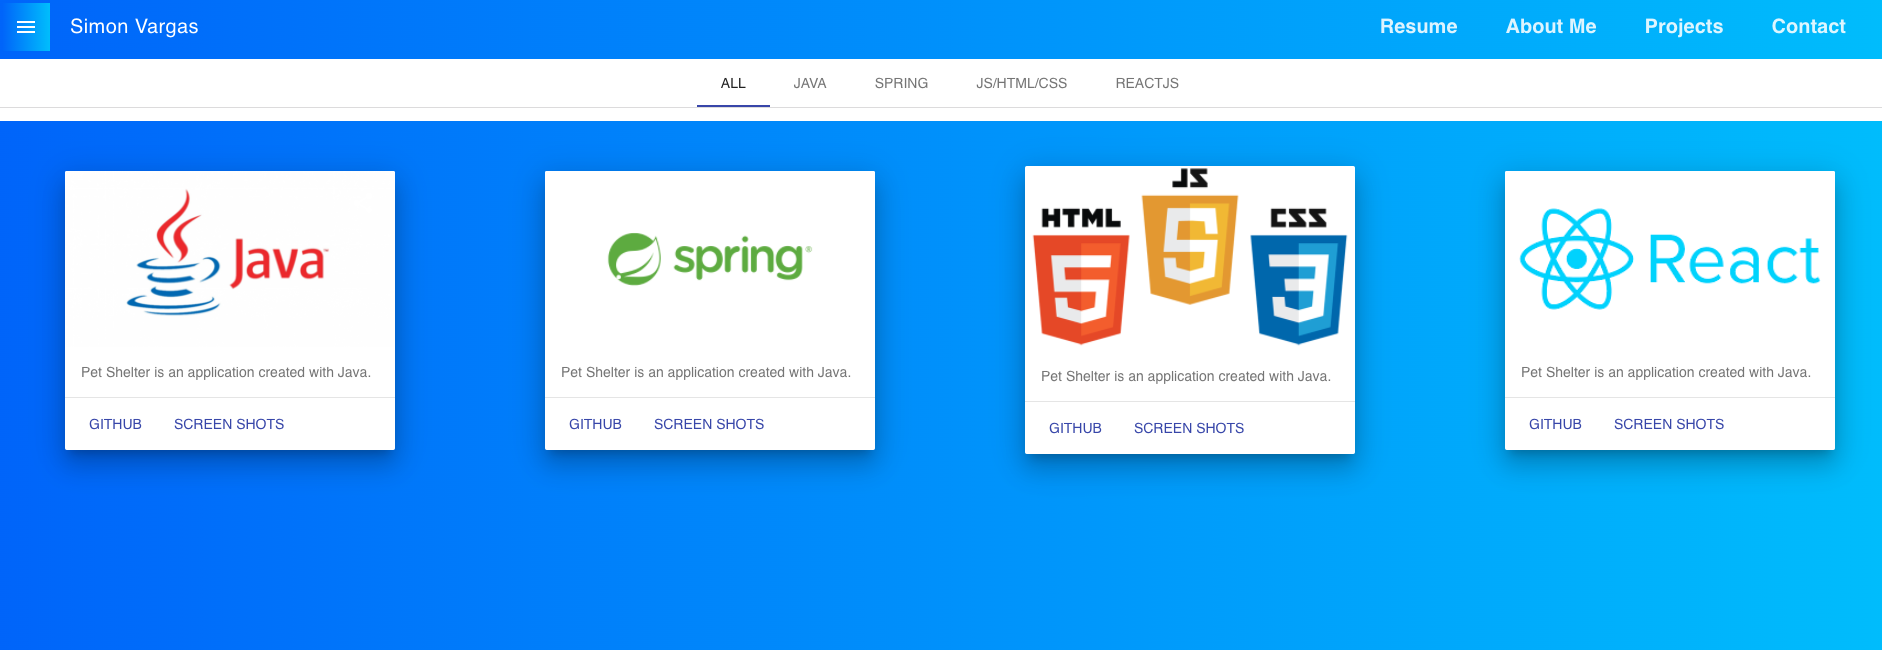 Simon Vargas Resume About Me Projects Contact
ALL JAVA SPRING JS/HTML/CSS REACTJS
Java™
spring®
JS
HTML CSS
5 5 3
React
Pet Shelter is an application created with Java. Pet Shelter is an application created with Java. Pet Shelter is an application created with Java. Pet Shelter is an application created with Java.
GITHUB SCREEN SHOTS GITHUB SCREEN SHOTS GITHUB SCREEN SHOTS GITHUB SCREEN SHOTS